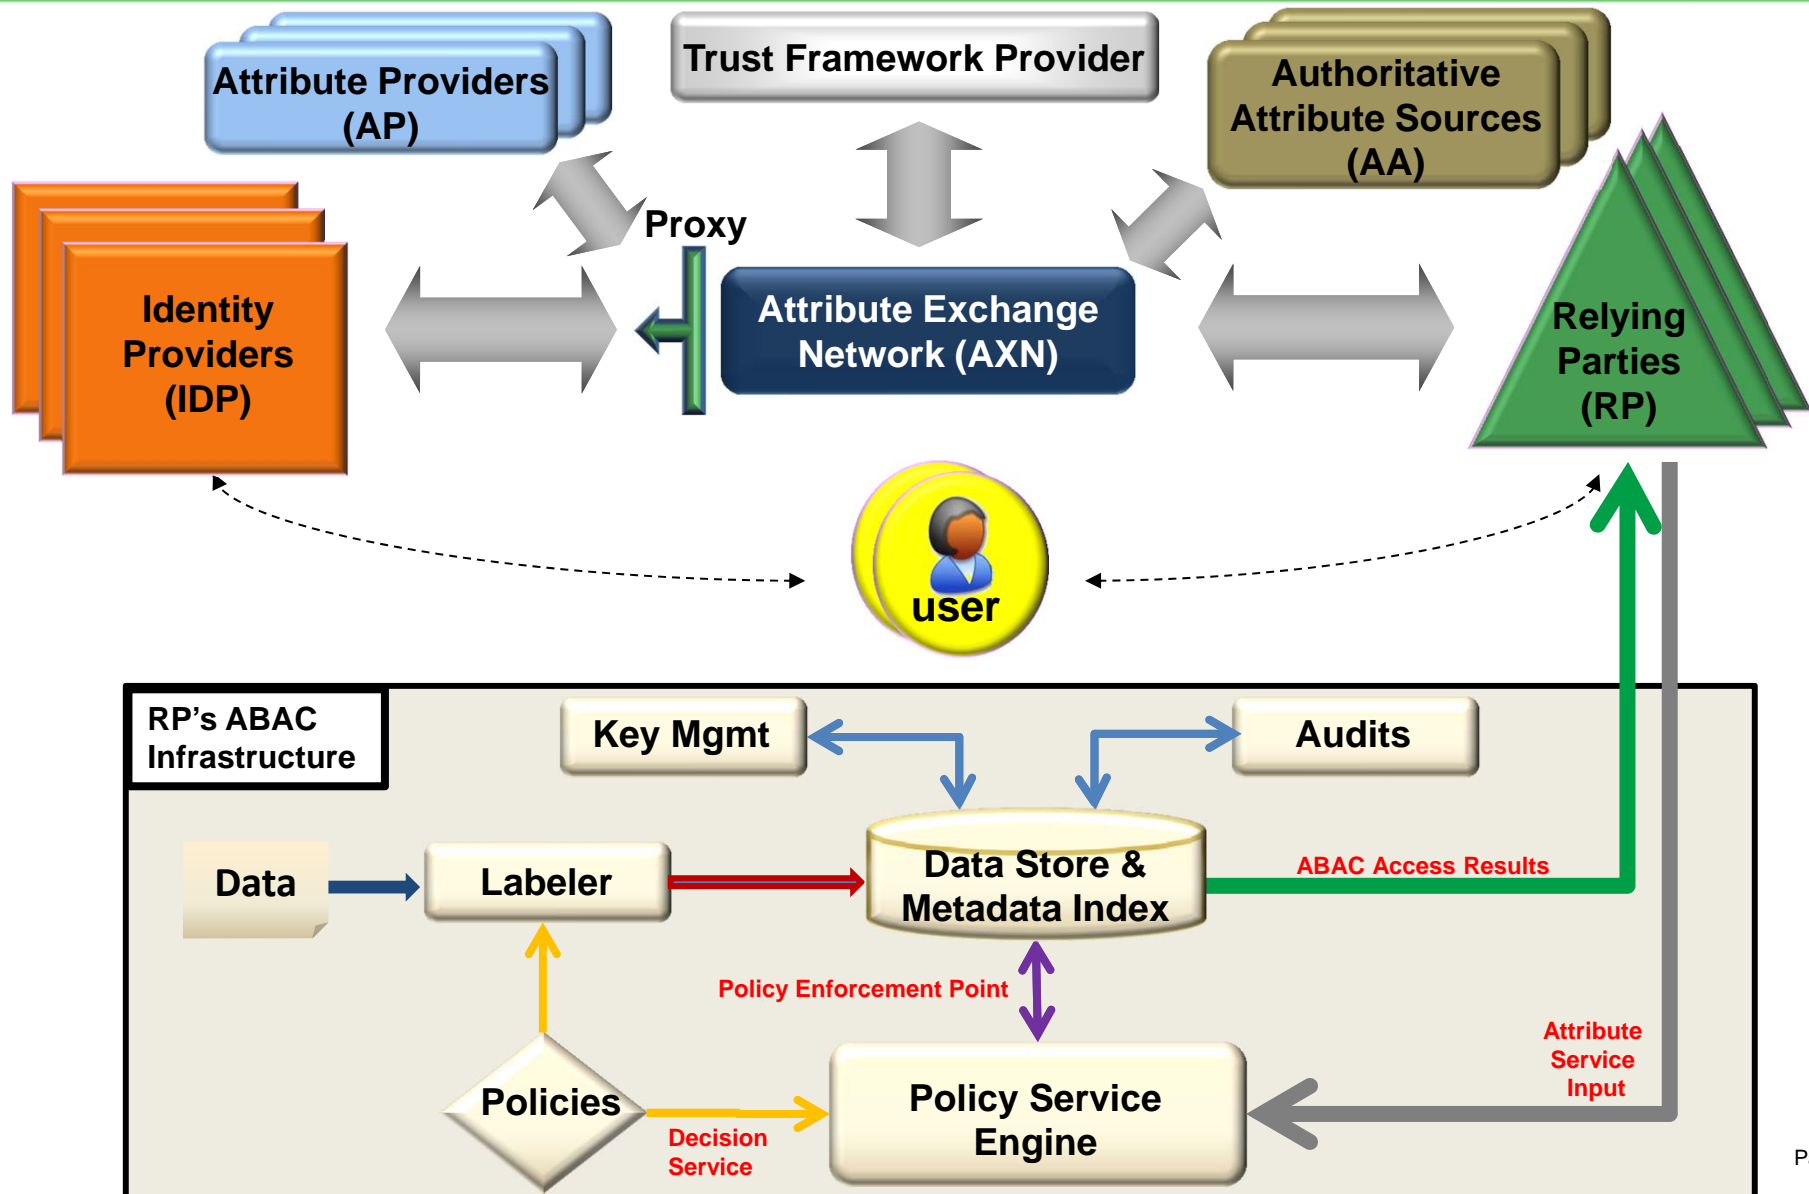 Attribute Providers
(AP)
Trust Framework Provider
Authoritative
Attribute Sources
(AA)
Proxy
Identity
Providers
(IDP)
Attribute Exchange
Network (AXN)
Relying
Parties
(RP)
user
RP's ABAC
Infrastructure
Key Mgmt
Audits
Data
Labeler
Data Store &
Metadata Index
ABAC Access Results
Policy Enforcement Point
Attribute
Service
Input
Policies
Decision
Service
Policy Service
Engine